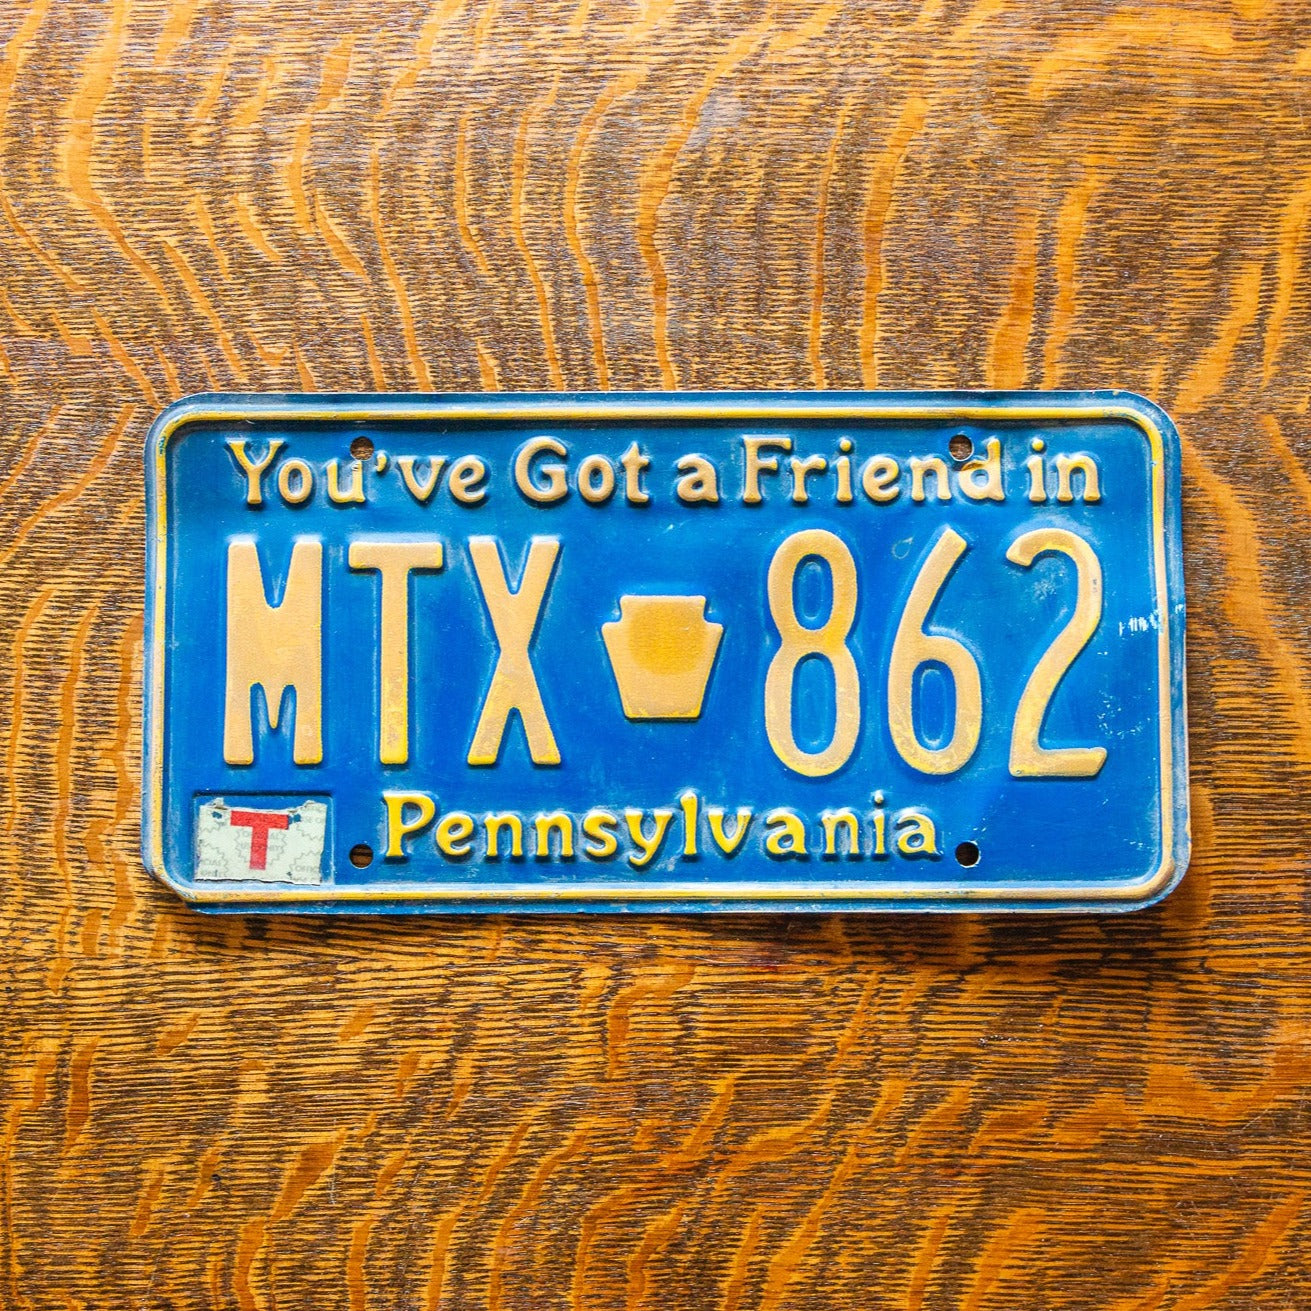 You've Got a Friend in
MTX 862
T
Pennsylvania